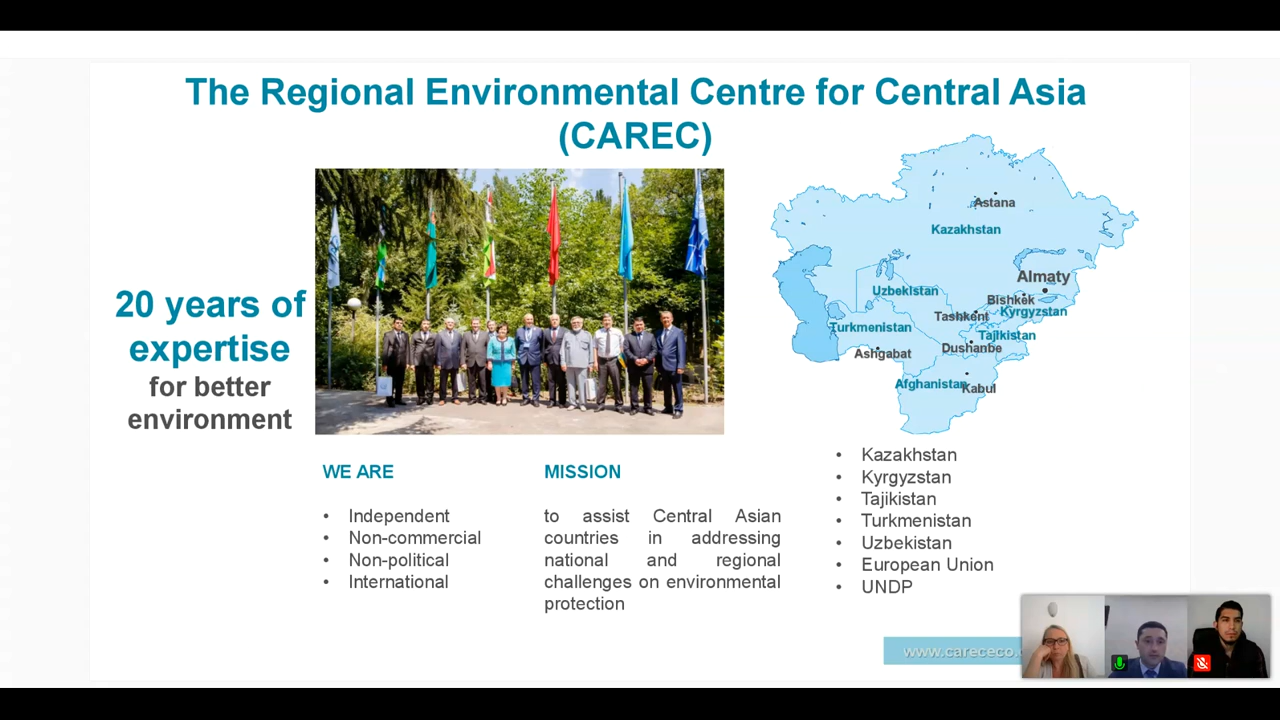 The Regional Environmental Centre for Central Asia
(CAREC)
20 years of
expertise
for better
environment
Astana
Kazakhstan
Almaty
Uzbekistan
Bishkek
Kyrgyzstan
Tashkent
Turkmenistan
Tajikistan
Dushanbe
Ashgabat
Afghanistan
Kabul
WE ARE
• Independent
• Non-commercial
• Non-political
• International
MISSION
to assist Central Asian
countries in addressing
national and regional
challenges on environmental
protection
• Kazakhstan
• Kyrgyzstan
• Tajikistan
• Turkmenistan
• Uzbekistan
• European Union
• UNDP
www.carececo.